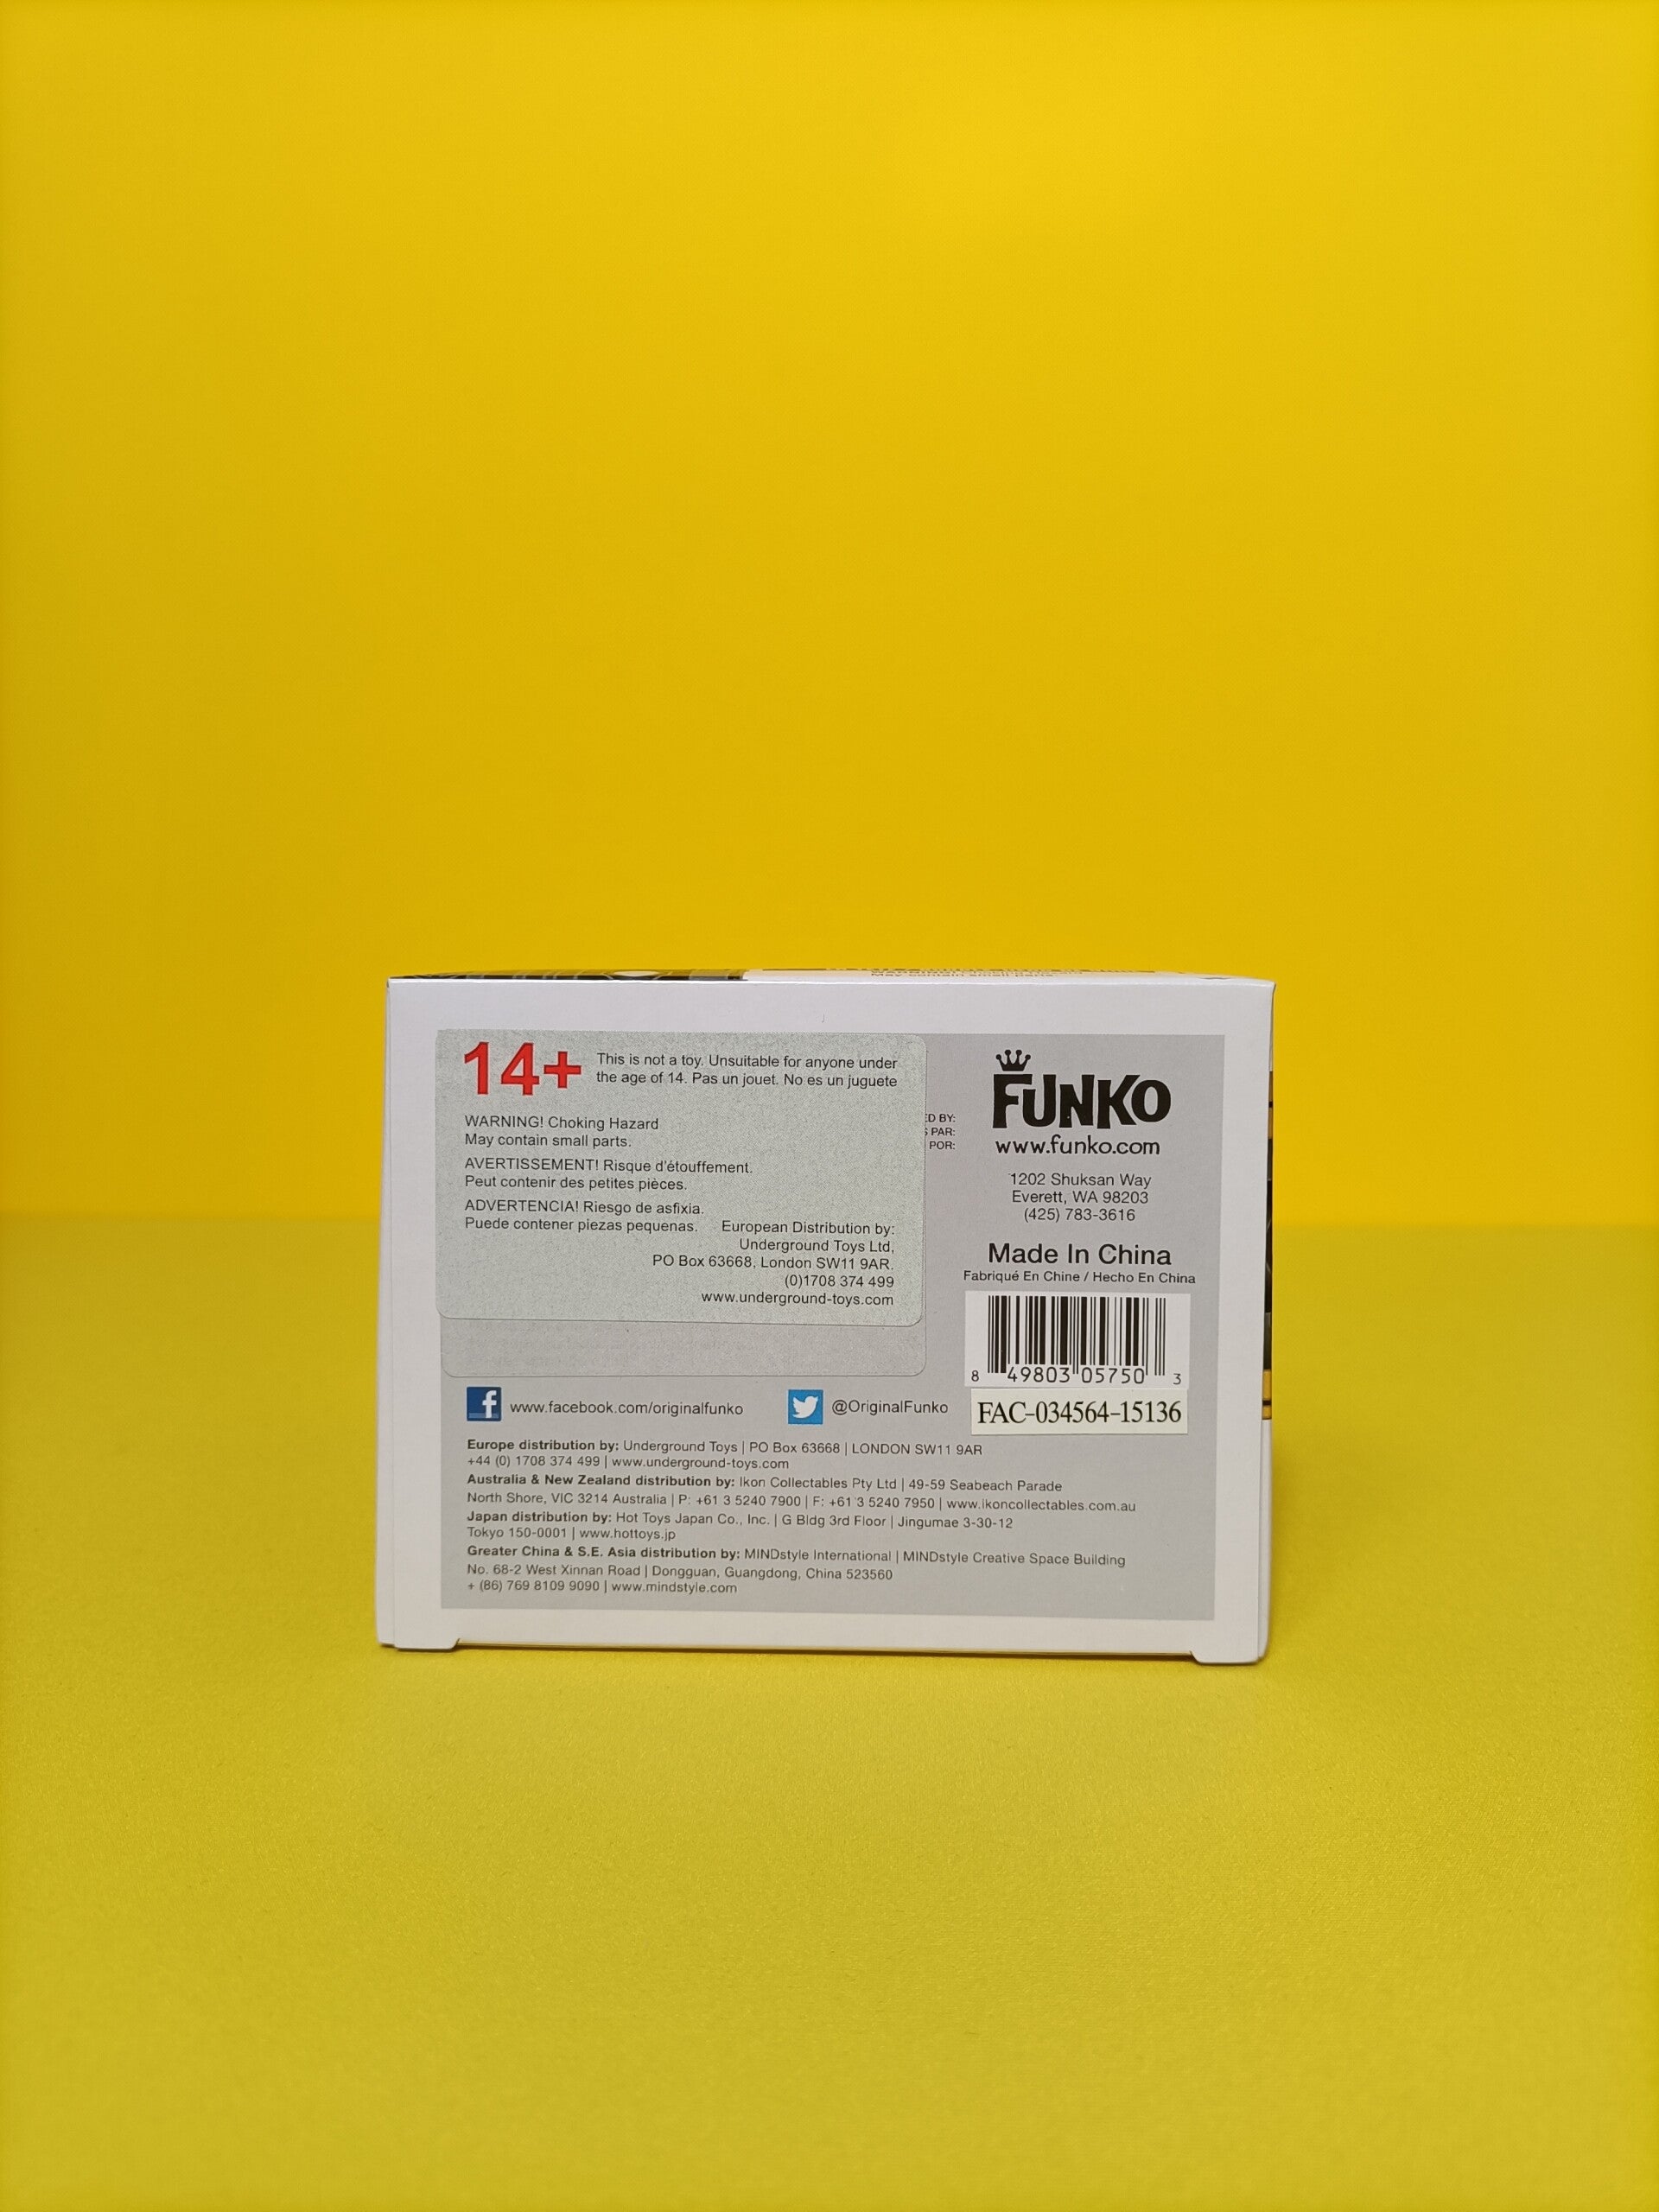 14+
This is not a toy. Unsuitable for anyone under
the age of 14. Pas un jouet. No es un juguete
WARNING! Choking Hazard
May contain small parts.
AVERTISSEMENT! Risque d'étouffement.
Peut contenir des petites pièces.
ADVERTENCIA! Riesgo de asfixia.
Puede contener piezas pequenas.
European Distribution by:
Underground Toys Ltd,
PO Box 63668, London SW11 9AR.
(0)1708 374 499
www.underground-toys.com
ED BY:
PAR:
POR:
FUNKO
www.funko.com
1202 Shuksan Way
Everett, WA 98203
(425) 783-3616
Made In China
Fabriqué En Chine / Hecho En China
8 49803 05750 3
FAC-034564-15136
www.facebook.com/originalfunko
@OriginalFunko
Europe distribution by: Underground Toys | PO Box 63668 | LONDON SW11 9AR
+44 (0) 1708 374 499 | www.underground-toys.com
Australia & New Zealand distribution by: Ikon Collectables Pty Ltd | 49-59 Seabeach Parade
North Shore, VIC 3214 Australia | P: +61 3 5240 7900 | F: +61 3 5240 7950 | www.ikoncollectables.com.au
Japan distribution by: Hot Toys Japan Co., Inc. | G Bldg 3rd Floor | Jingumae 3-30-12
Tokyo 150-0001 | www.hottoys.jp
Greater China & S.E. Asia distribution by: MINDstyle International | MINDstyle Creative Space Building
No. 68-2 West Xinnan Road | Dongguan, Guangdong, China 523560
+ (86) 769 8109 9090 | www.mindstyle.com